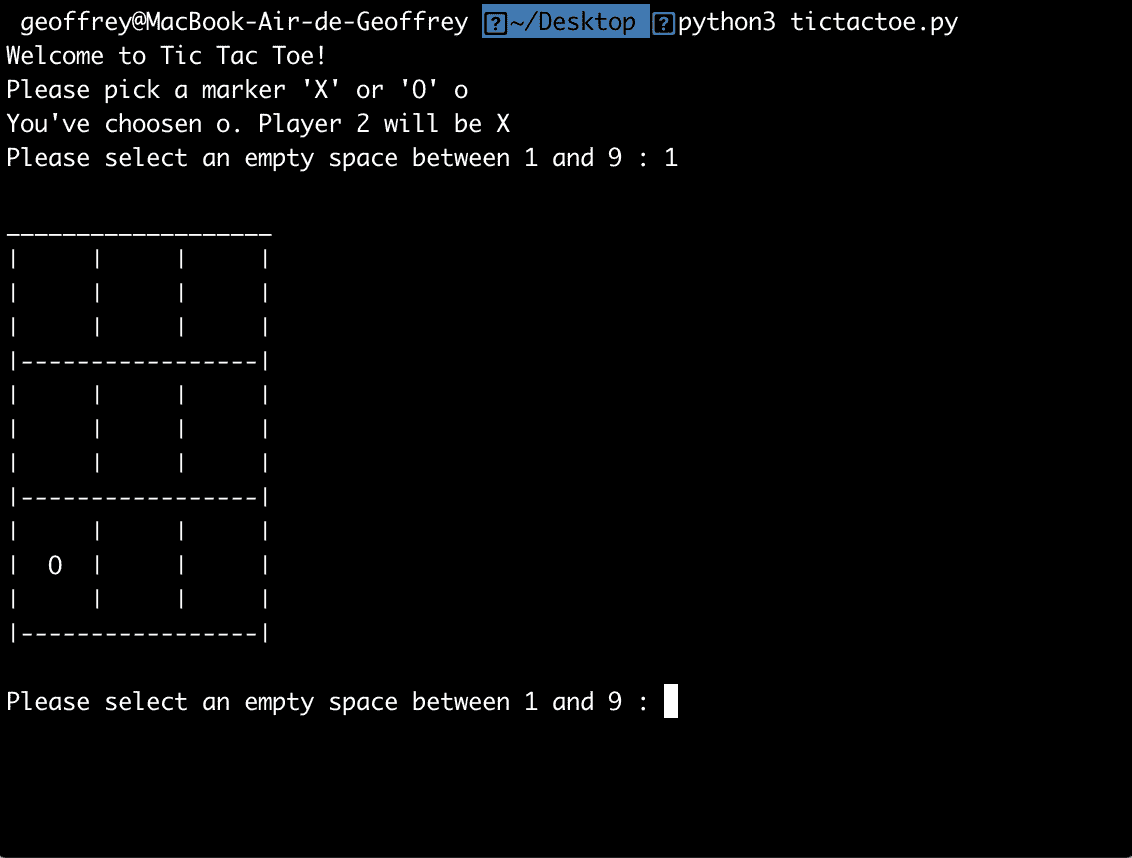 geoffrey@MacBook-Air-de-Geoffrey ~/Desktop python3 tictactoe.py
Welcome to Tic Tac Toe!
Please pick a marker 'X' or 'O' o
You've choosen o. Player 2 will be X
Please select an empty space between 1 and 9 : 1
___________________
|     |     |     |
|     |     |     |
|     |     |     |
|-----------------|
|     |     |     |
|     |     |     |
|     |     |     |
|-----------------|
|     |     |     |
|  O  |     |     |
|     |     |     |
|-----------------|
Please select an empty space between 1 and 9 :